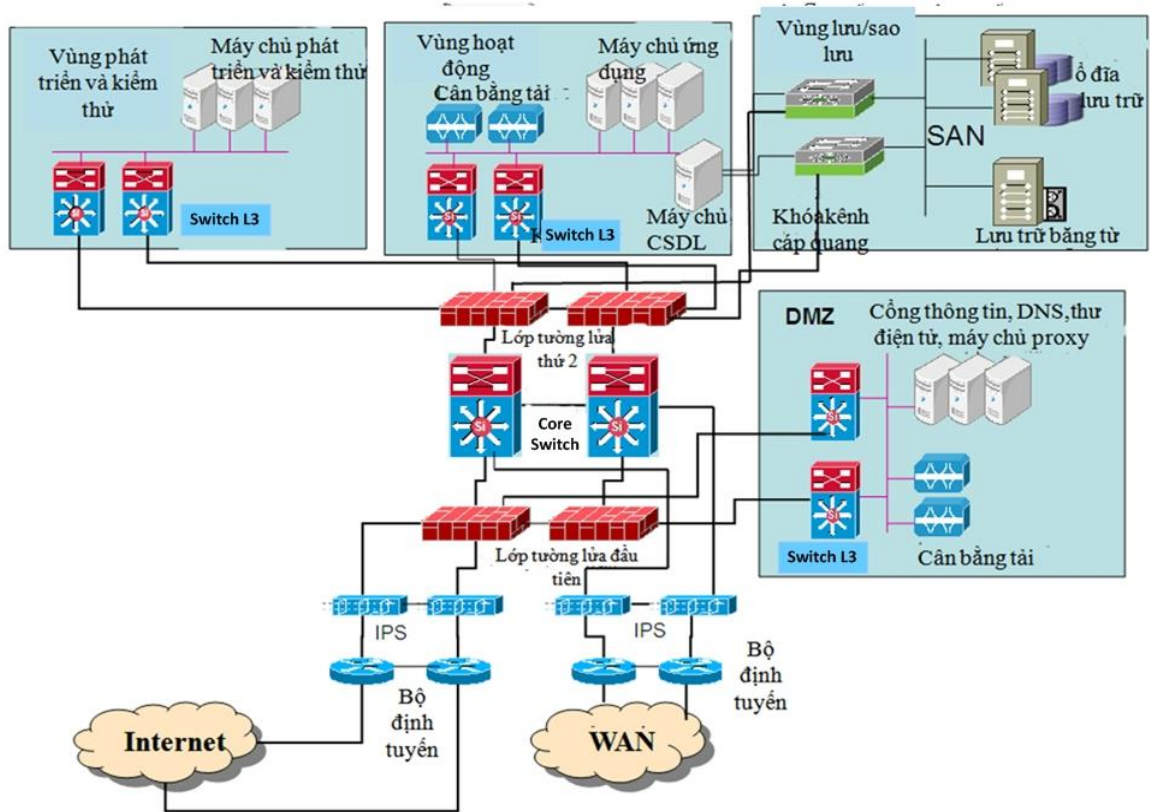 Vùng phát
triển và kiểm
thử
Máy chủ phát
triển và kiểm thử
Switch L3
Vùng hoạt
động
Cân bằng tải
Máy chủ ứng
dụng
Switch L3
Máy chủ
CSDL
Vùng lưu/sao
lưu
SAN
ổ đĩa
lưu trữ
Khóakênh
cáp quang
Lưu trữ băng từ
Lớp tường lửa
thứ 2
Core
Switch
DMZ
Cổng thông tin, DNS,thư
điện tử, máy chủ proxy
Switch L3
Cân bằng tải
Lớp tường lửa đầu
tiên
IPS
IPS
Bộ
định
tuyến
Bộ
định
tuyến
Internet
WAN